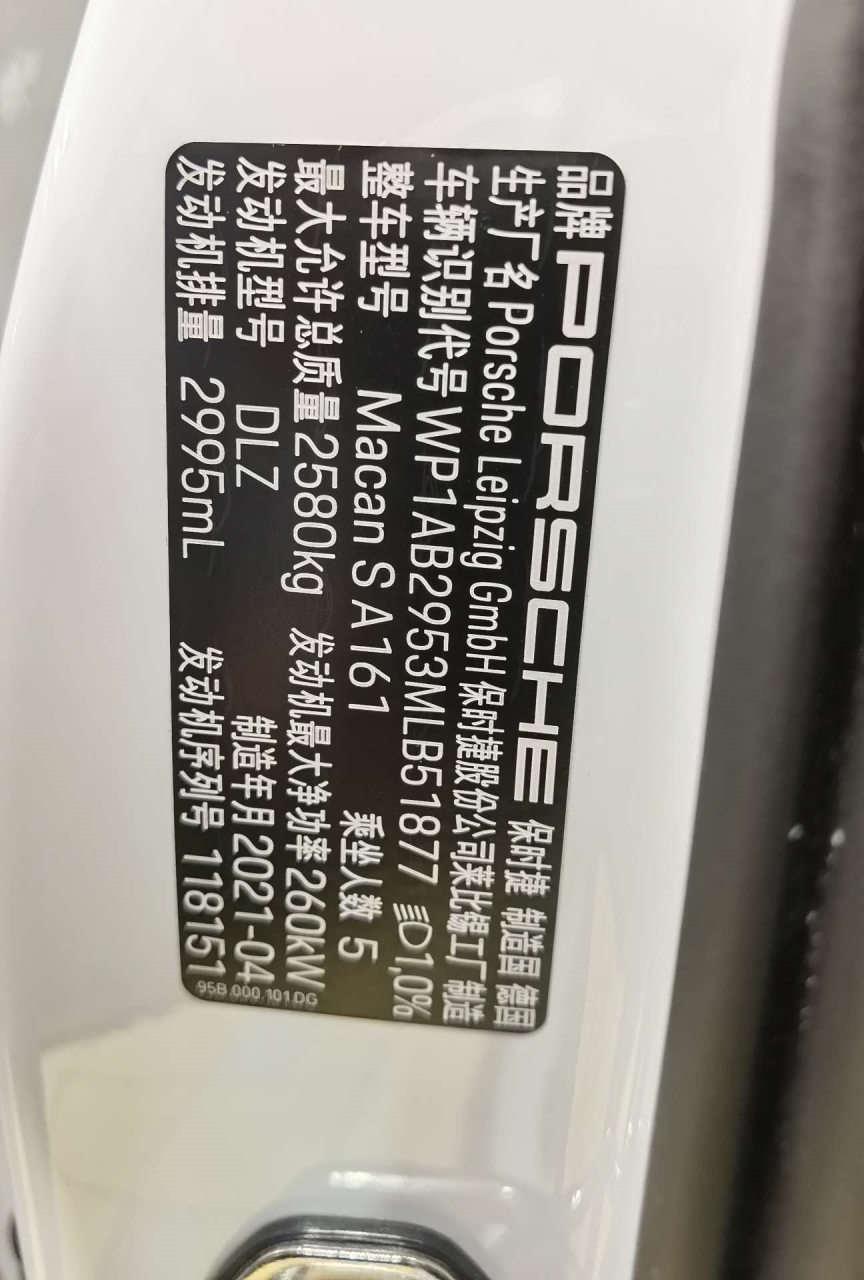 品牌 PORSCHE 保时捷 制造国 德国
生产厂名 Porsche Leipzig GmbH 保时捷股份公司莱比锡工厂制造
车辆识别代号 WP1AB2953MLB51877 1,0%
整车型号 Macan S A161 乘坐人数 5
最大允许总质量 2580kg 发动机最大净功率 260kW
发动机型号 DLZ 制造年月 2021-04
发动机排量 2995mL 发动机序列号 118151
95B.000.101.DG